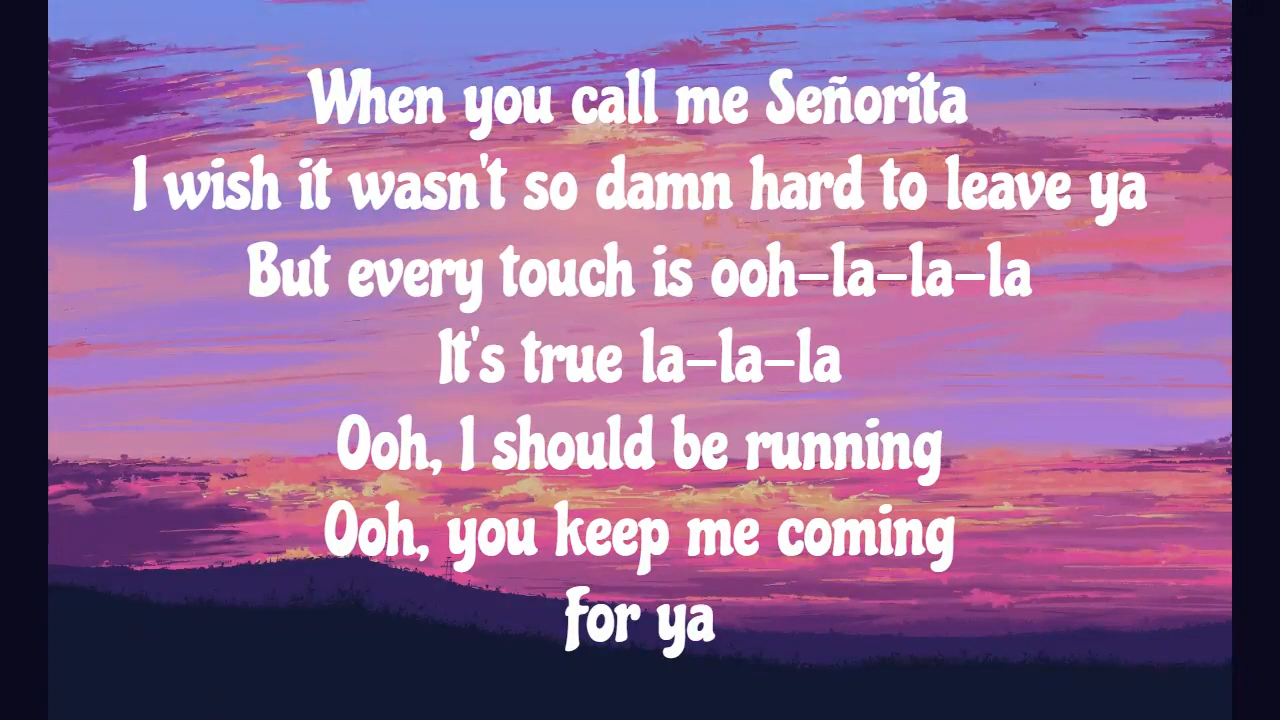 When you call me Señorita
I wish it wasn't so damn hard to leave ya
But every touch is ooh-la-la-la
It's true la-la-la
Ooh, I should be running
Ooh, you keep me coming
For ya